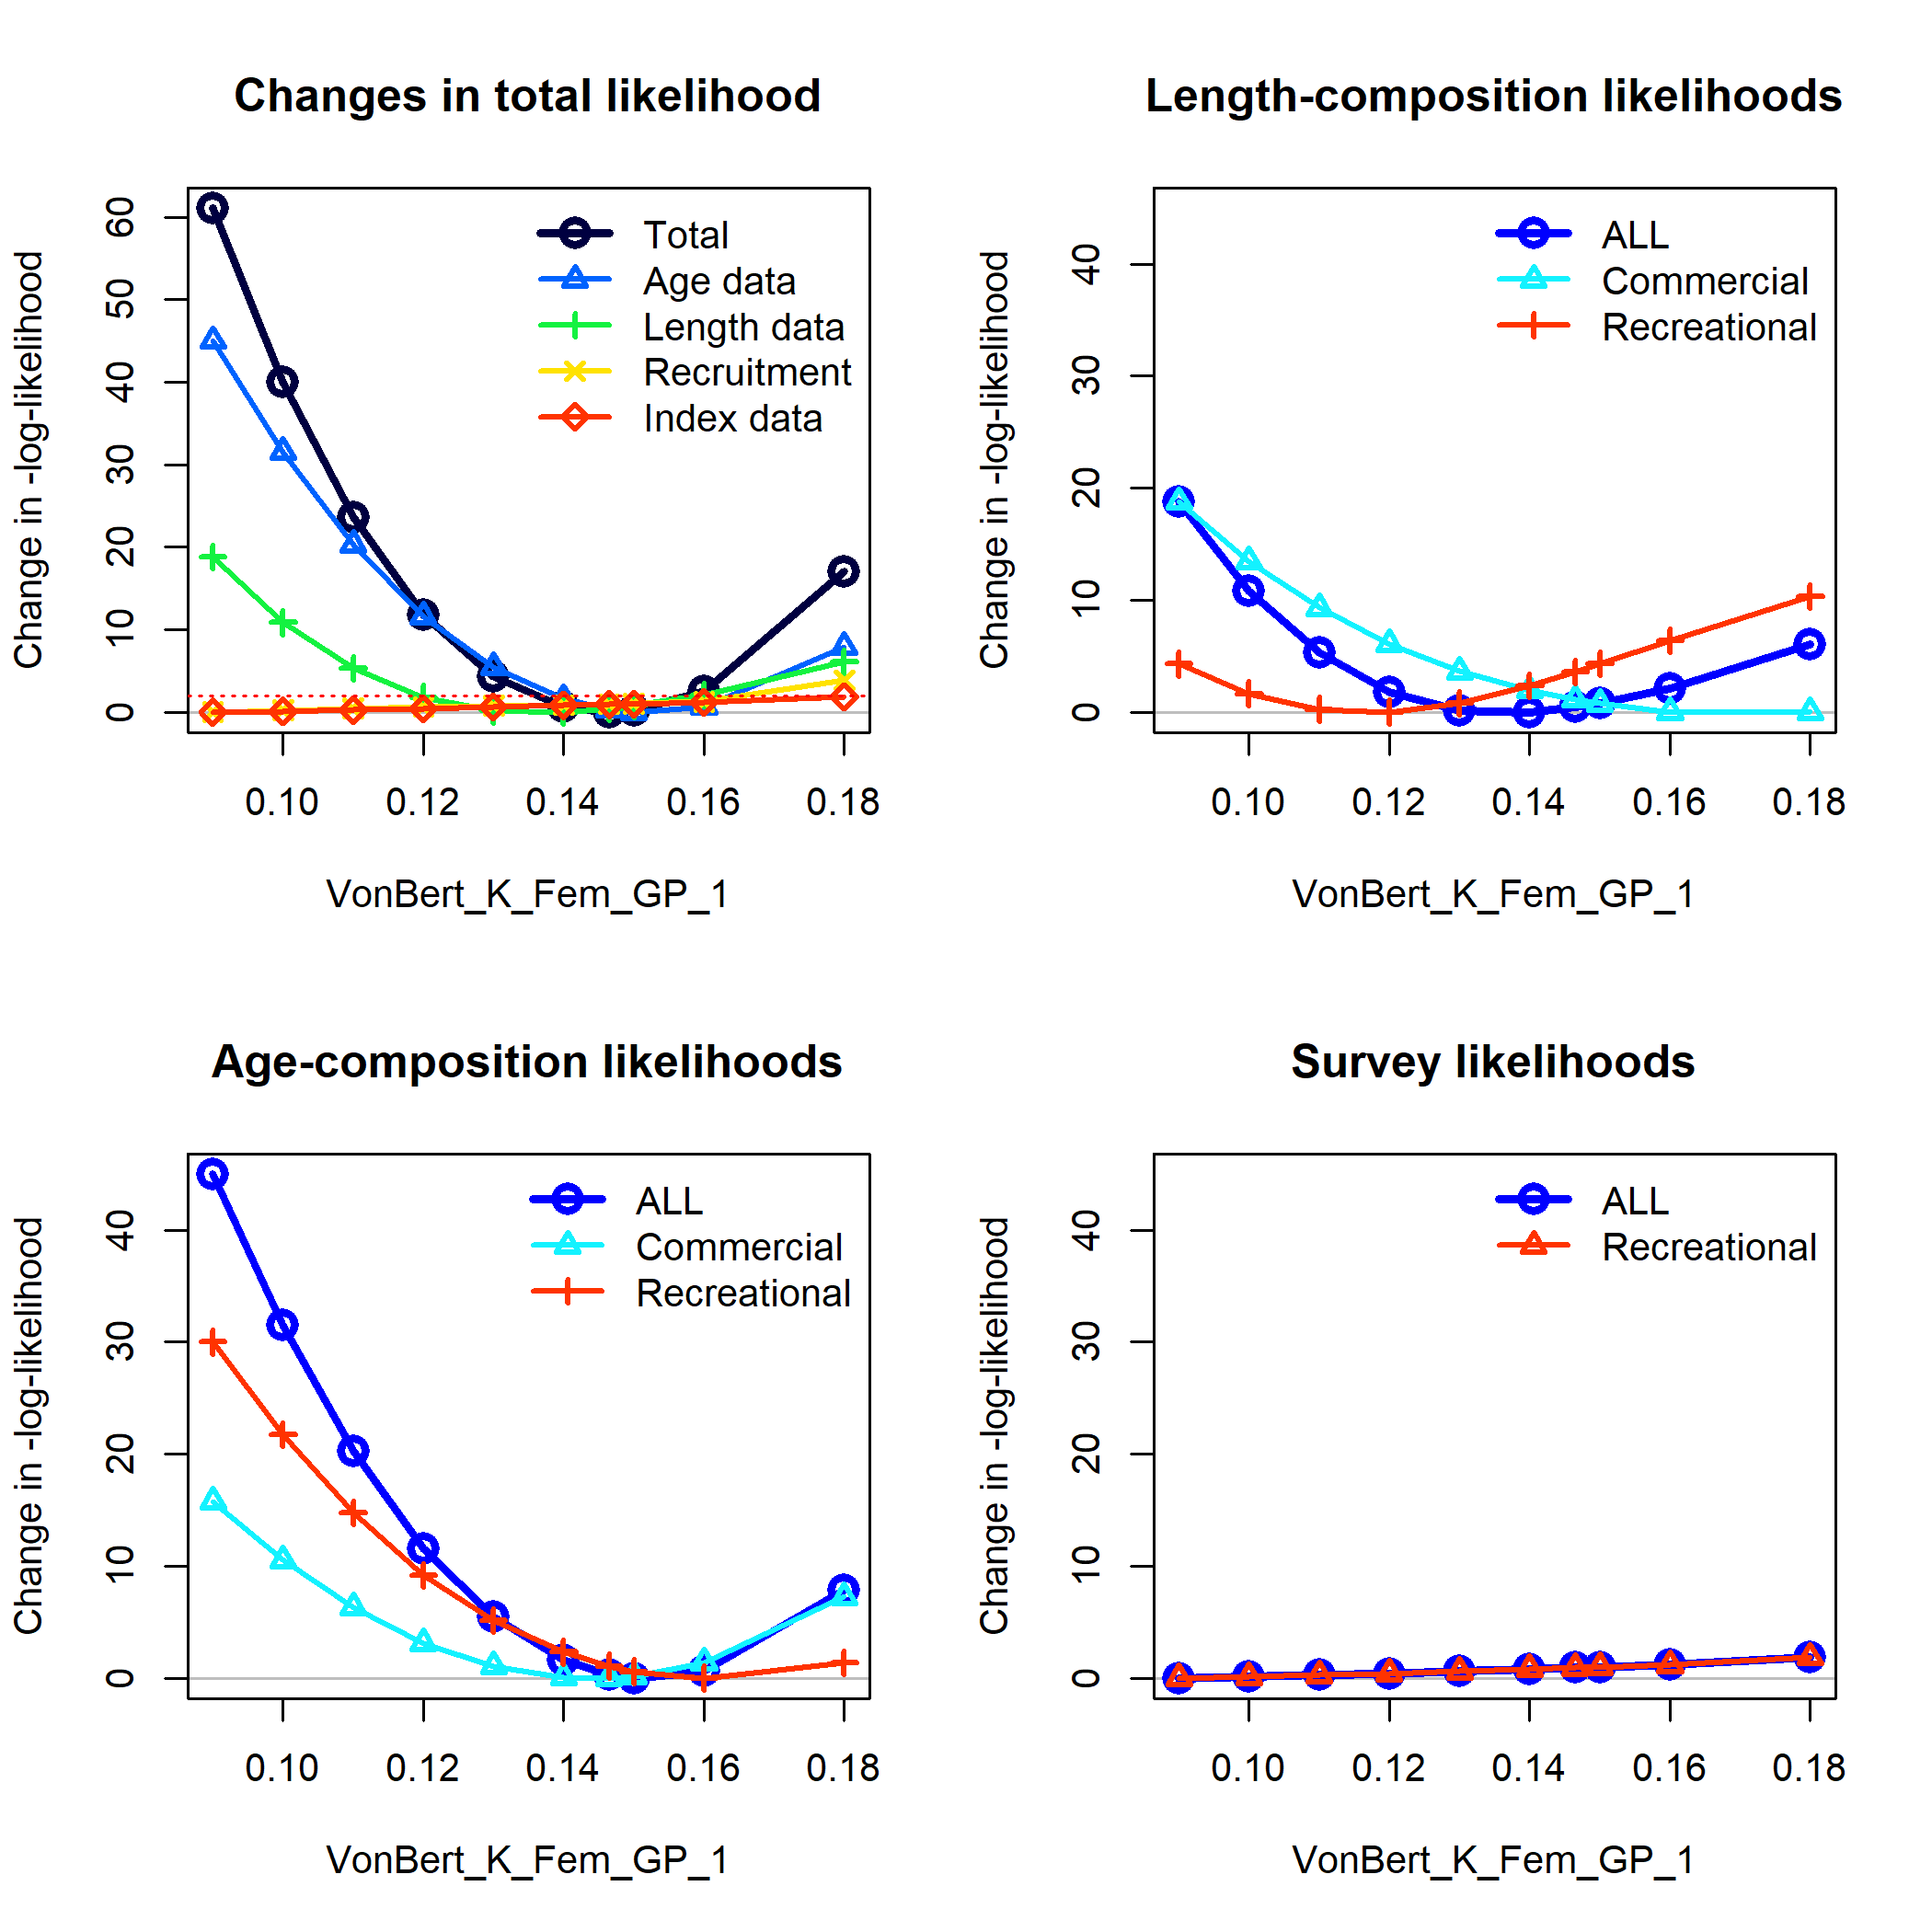 Changes in total likelihood
Change in -log-likelihood
60
50
40
30
20
10
0
Total
Age data
Length data
Recruitment
Index data
0.10 0.12 0.14 0.16 0.18
VonBert_K_Fem_GP_1
Length-composition likelihoods
Change in -log-likelihood
40
30
20
10
0
ALL
Commercial
Recreational
0.10 0.12 0.14 0.16 0.18
VonBert_K_Fem_GP_1
Age-composition likelihoods
Change in -log-likelihood
40
30
20
10
0
ALL
Commercial
Recreational
0.10 0.12 0.14 0.16 0.18
VonBert_K_Fem_GP_1
Survey likelihoods
Change in -log-likelihood
40
30
20
10
0
ALL
Recreational
0.10 0.12 0.14 0.16 0.18
VonBert_K_Fem_GP_1